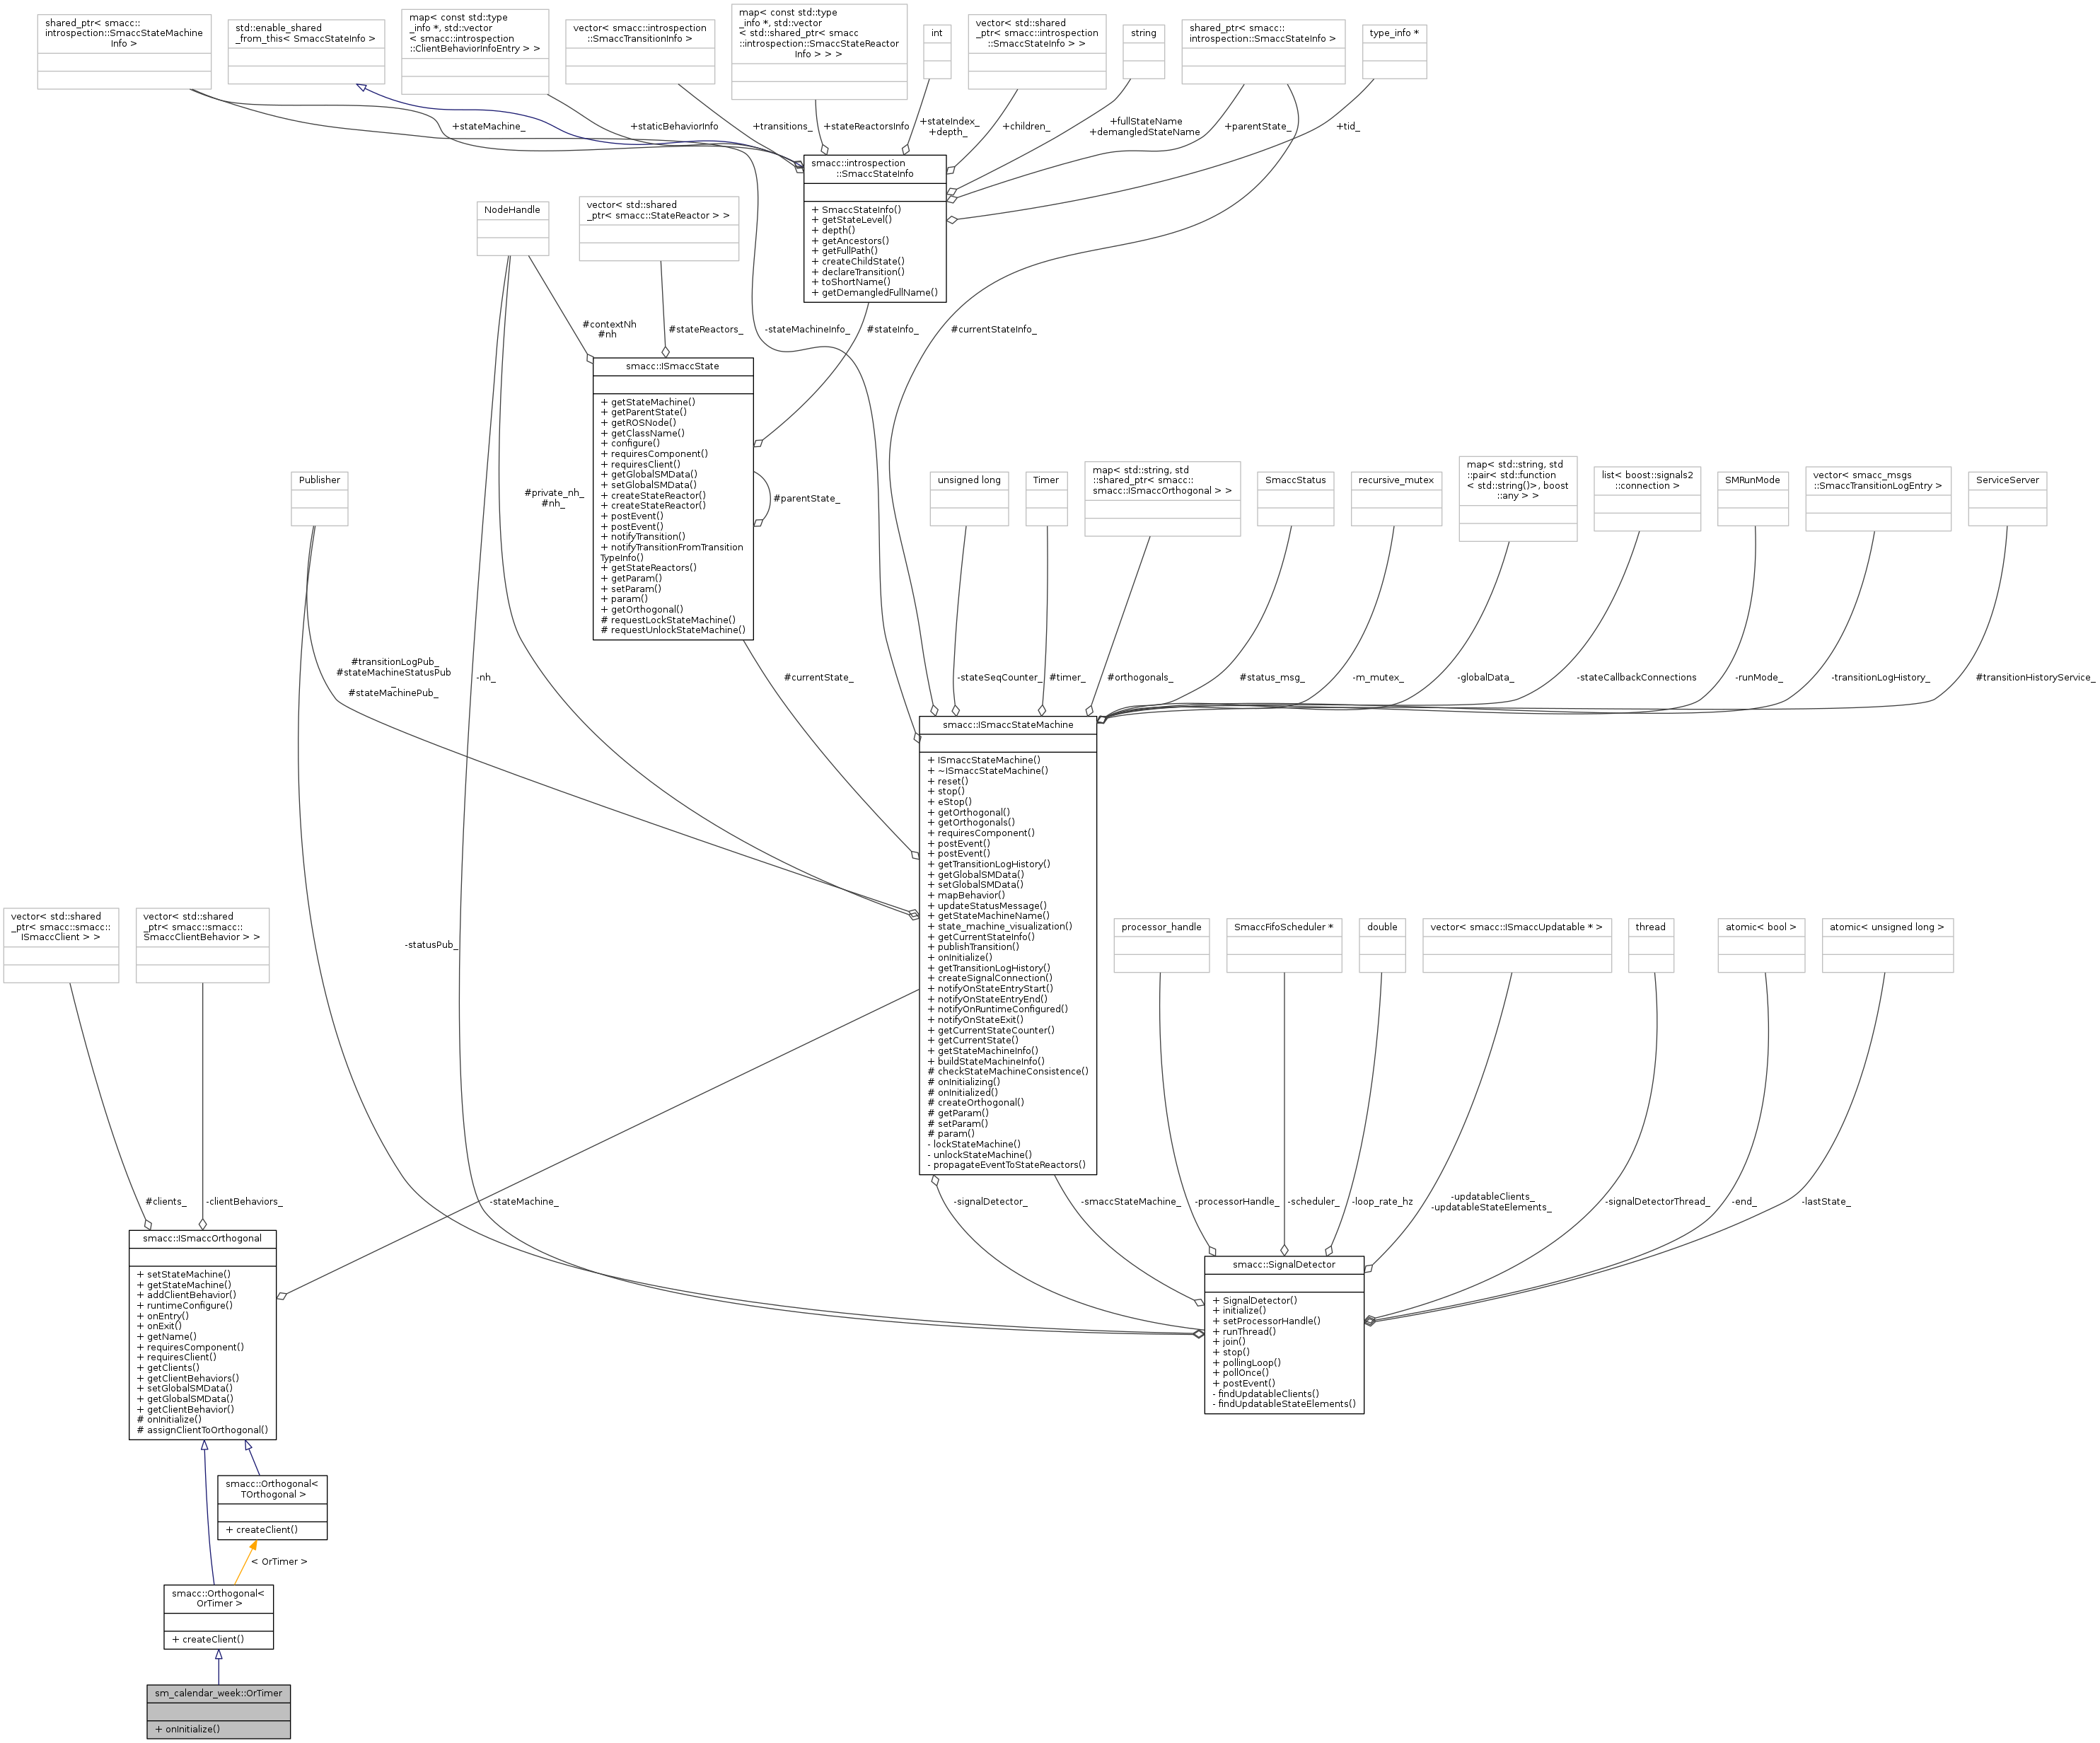 shared_ptr< smacc::
introspection::SmaccStateMachine
Info >
std::enable_shared
_from_this< SmaccStateInfo >
map< const std::type
_info *, std::vector
< smacc::introspection
::ClientBehaviorInfoEntry > >
vector< smacc::introspection
::SmaccTransitionInfo >
map< const std::type
_info *, std::vector
< std::shared_ptr< smacc
::introspection::SmaccStateReactor
Info > > >
int
vector< std::shared
_ptr< smacc::introspection
::SmaccStateInfo > >
string
shared_ptr< smacc::
introspection::SmaccStateInfo >
type_info *
+stateMachine_
+staticBehaviorInfo
+transitions_
+stateReactorsInfo
+stateIndex_
+depth_
+children_
+fullStateName
+demangledStateName
+parentState_
+tid_
smacc::introspection
::SmaccStateInfo
+ SmaccStateInfo()
+ getStateLevel()
+ depth()
+ getAncestors()
+ getFullPath()
+ createChildState()
+ declareTransition()
+ toShortName()
+ getDemangledFullName()
NodeHandle
vector< std::shared
_ptr< smacc::StateReactor > >
#contextNh
#nh
#stateReactors_
-stateMachineInfo_
#stateInfo_
#currentStateInfo_
smacc::ISmaccState
+ getStateMachine()
+ getParentState()
+ getROSNode()
+ getClassName()
+ configure()
+ requiresComponent()
+ requiresClient()
+ getGlobalSMData()
+ setGlobalSMData()
+ createStateReactor()
+ createStateReactor()
+ postEvent()
+ postEvent()
+ notifyTransition()
+ notifyTransitionFromTransition
TypeInfo()
+ getStateReactors()
+ getParam()
+ setParam()
+ param()
+ getOrthogonal()
# requestLockStateMachine()
# requestUnlockStateMachine()
#parentState_
Publisher
#private_nh_
#nh_
unsigned long
Timer
map< std::string, std
::shared_ptr< smacc::
smacc::ISmaccOrthogonal > >
SmaccStatus
recursive_mutex
map< std::string, std
::pair< std::function
< std::string()>, boost
::any > >
list< boost::signals2
::connection >
SMRunMode
vector< smacc_msgs
::SmaccTransitionLogEntry >
ServiceServer
#transitionLogPub_
#stateMachineStatusPub
_
#stateMachinePub_
-nh_
#currentState_
-stateSeqCounter_
#timer_
#orthogonals_
#status_msg_
-m_mutex_
-globalData_
-stateCallbackConnections
-runMode_
-transitionLogHistory_
#transitionHistoryService_
smacc::ISmaccStateMachine
+ ISmaccStateMachine()
+ ~ISmaccStateMachine()
+ reset()
+ stop()
+ eStop()
+ getOrthogonal()
+ getOrthogonals()
+ requiresComponent()
+ postEvent()
+ postEvent()
+ getTransitionLogHistory()
+ getGlobalSMData()
+ setGlobalSMData()
+ mapBehavior()
+ updateStatusMessage()
+ getStateMachineName()
+ state_machine_visualization()
+ getCurrentStateInfo()
+ publishTransition()
+ onInitialize()
+ getTransitionLogHistory()
+ createSignalConnection()
+ notifyOnStateEntryStart()
+ notifyOnStateEntryEnd()
+ notifyOnRuntimeConfigured()
+ notifyOnStateExit()
+ getCurrentStateCounter()
+ getCurrentState()
+ getStateMachineInfo()
+ buildStateMachineInfo()
# checkStateMachineConsistence()
# onInitializing()
# onInitialized()
# createOrthogonal()
# getParam()
# setParam()
# param()
- lockStateMachine()
- unlockStateMachine()
- propagateEventToStateReactors()
vector< std::shared
_ptr< smacc::smacc::
ISmaccClient > >
vector< std::shared
_ptr< smacc::smacc::
SmaccClientBehavior > >
-statusPub_
processor_handle
SmaccFifoScheduler *
double
vector< smacc::ISmaccUpdatable * >
thread
atomic< bool >
atomic< unsigned long >
#clients_
-clientBehaviors_
-stateMachine_
-signalDetector_
-smaccStateMachine_
-processorHandle_
-scheduler_
-loop_rate_hz
-updatableClients_
-updatableStateElements_
-signalDetectorThread_
-end_
-lastState_
smacc::ISmaccOrthogonal
+ setStateMachine()
+ getStateMachine()
+ addClientBehavior()
+ runtimeConfigure()
+ onEntry()
+ onExit()
+ getName()
+ requiresComponent()
+ requiresClient()
+ getClients()
+ getClientBehaviors()
+ setGlobalSMData()
+ getGlobalSMData()
+ getClientBehavior()
# onInitialize()
# assignClientToOrthogonal()
smacc::SignalDetector
+ SignalDetector()
+ initialize()
+ setProcessorHandle()
+ runThread()
+ join()
+ stop()
+ pollingLoop()
+ pollOnce()
+ postEvent()
- findUpdatableClients()
- findUpdatableStateElements()
smacc::Orthogonal<
TOrthogonal >
+ createClient()
< OrTimer >
smacc::Orthogonal<
OrTimer >
+ createClient()
sm_calendar_week::OrTimer
+ onInitialize()